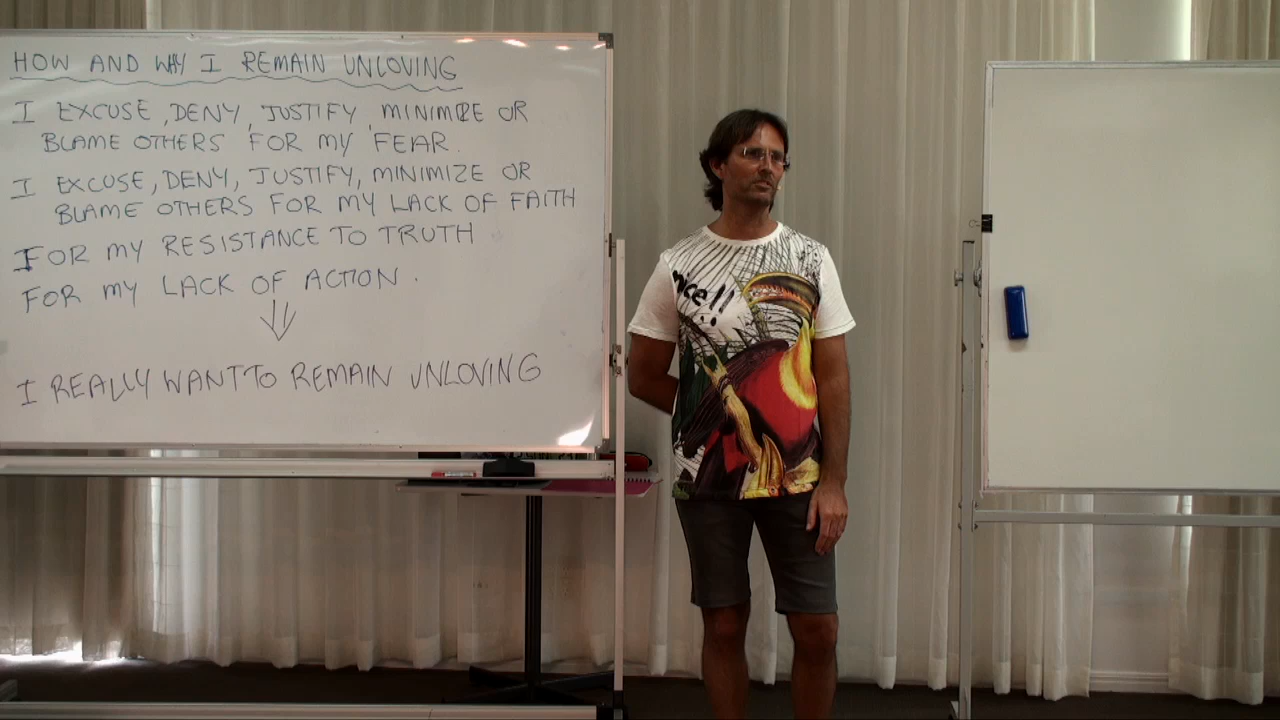 HOW AND WHY I REMAIN UNLOVING
I EXCUSE, DENY, JUSTIFY, MINIMIZE OR
BLAME OTHERS FOR MY FEAR.
I EXCUSE, DENY, JUSTIFY, MINIMIZE OR
BLAME OTHERS FOR MY LACK OF FAITH
FOR MY RESISTANCE TO TRUTH
FOR MY LACK OF ACTION.
I REALLY WANT TO REMAIN UNLOVING
nice!!